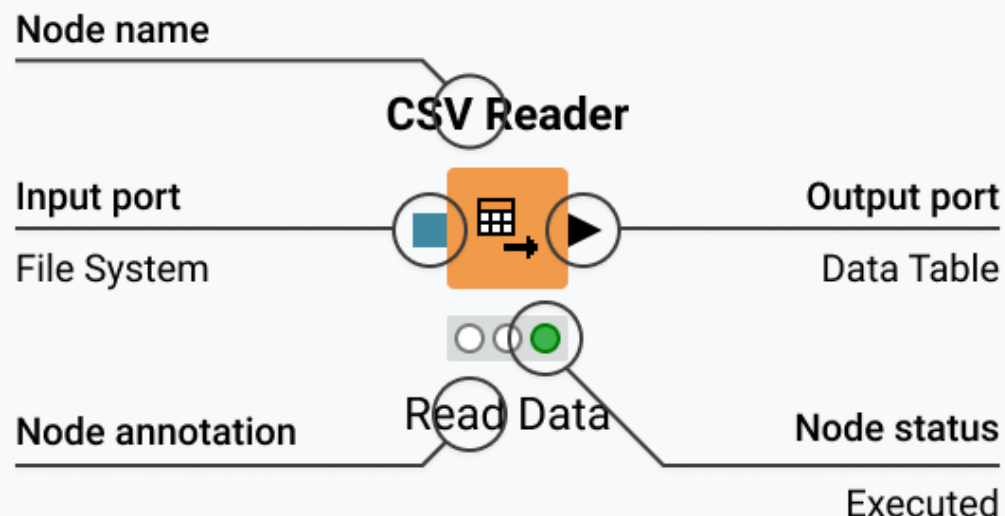 Node name
CSV Reader
Input port
Output port
File System
Data Table
Read Data
Node annotation
Node status
Executed